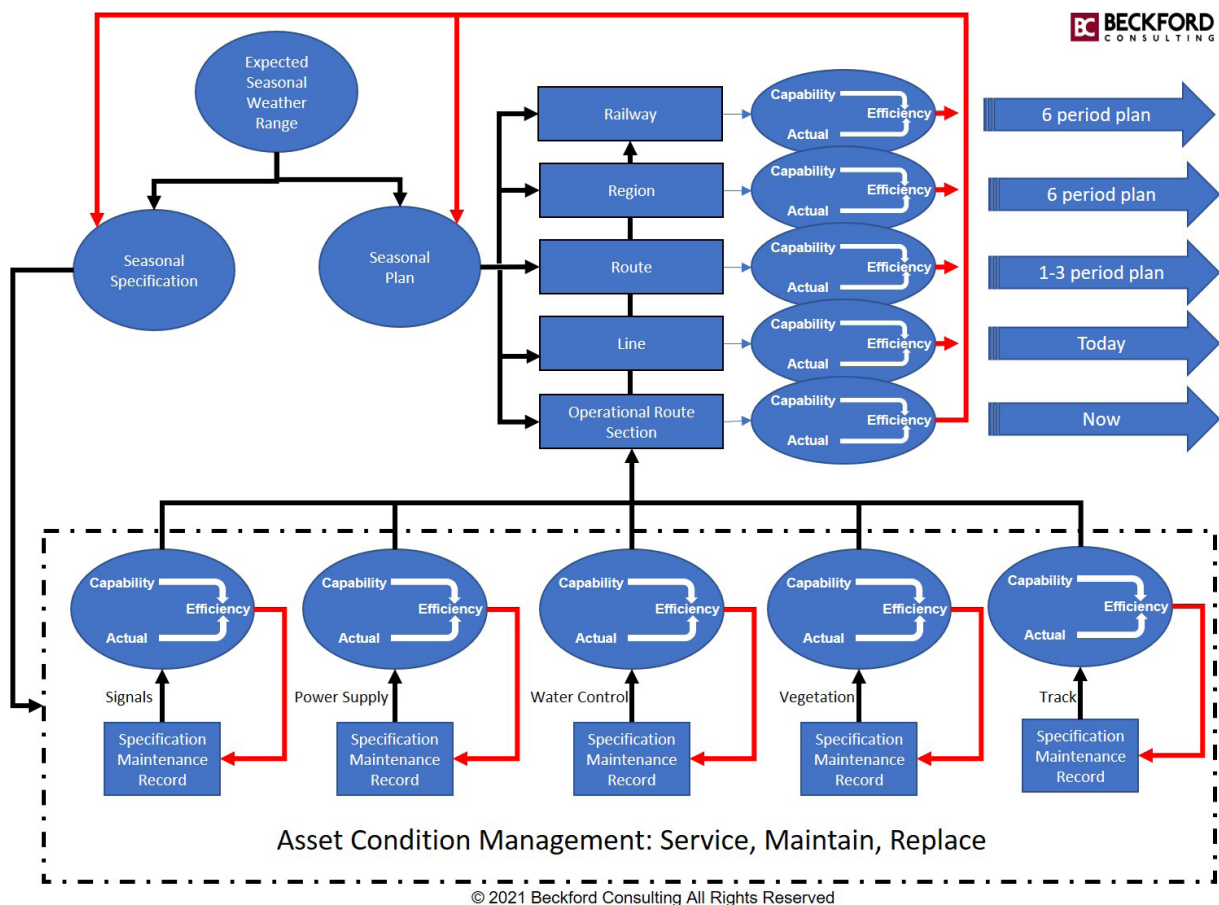 BC BECKFORD
CONSULTING
Expected
Seasonal
Weather
Range
Seasonal
Specification
Seasonal
Plan
Railway
Capability
Efficiency
Actual
6 period plan
Region
Capability
Efficiency
Actual
6 period plan
Route
Capability
Efficiency
Actual
1-3 period plan
Line
Capability
Efficiency
Actual
Today
Operational Route
Section
Capability
Efficiency
Actual
Now
Capability
Efficiency
Actual
Signals
Specification
Maintenance
Record
Capability
Efficiency
Actual
Power Supply
Specification
Maintenance
Record
Capability
Efficiency
Actual
Water Control
Specification
Maintenance
Record
Capability
Efficiency
Actual
Vegetation
Specification
Maintenance
Record
Capability
Efficiency
Actual
Track
Specification
Maintenance
Record
Asset Condition Management: Service, Maintain, Replace
© 2021 Beckford Consulting All Rights Reserved